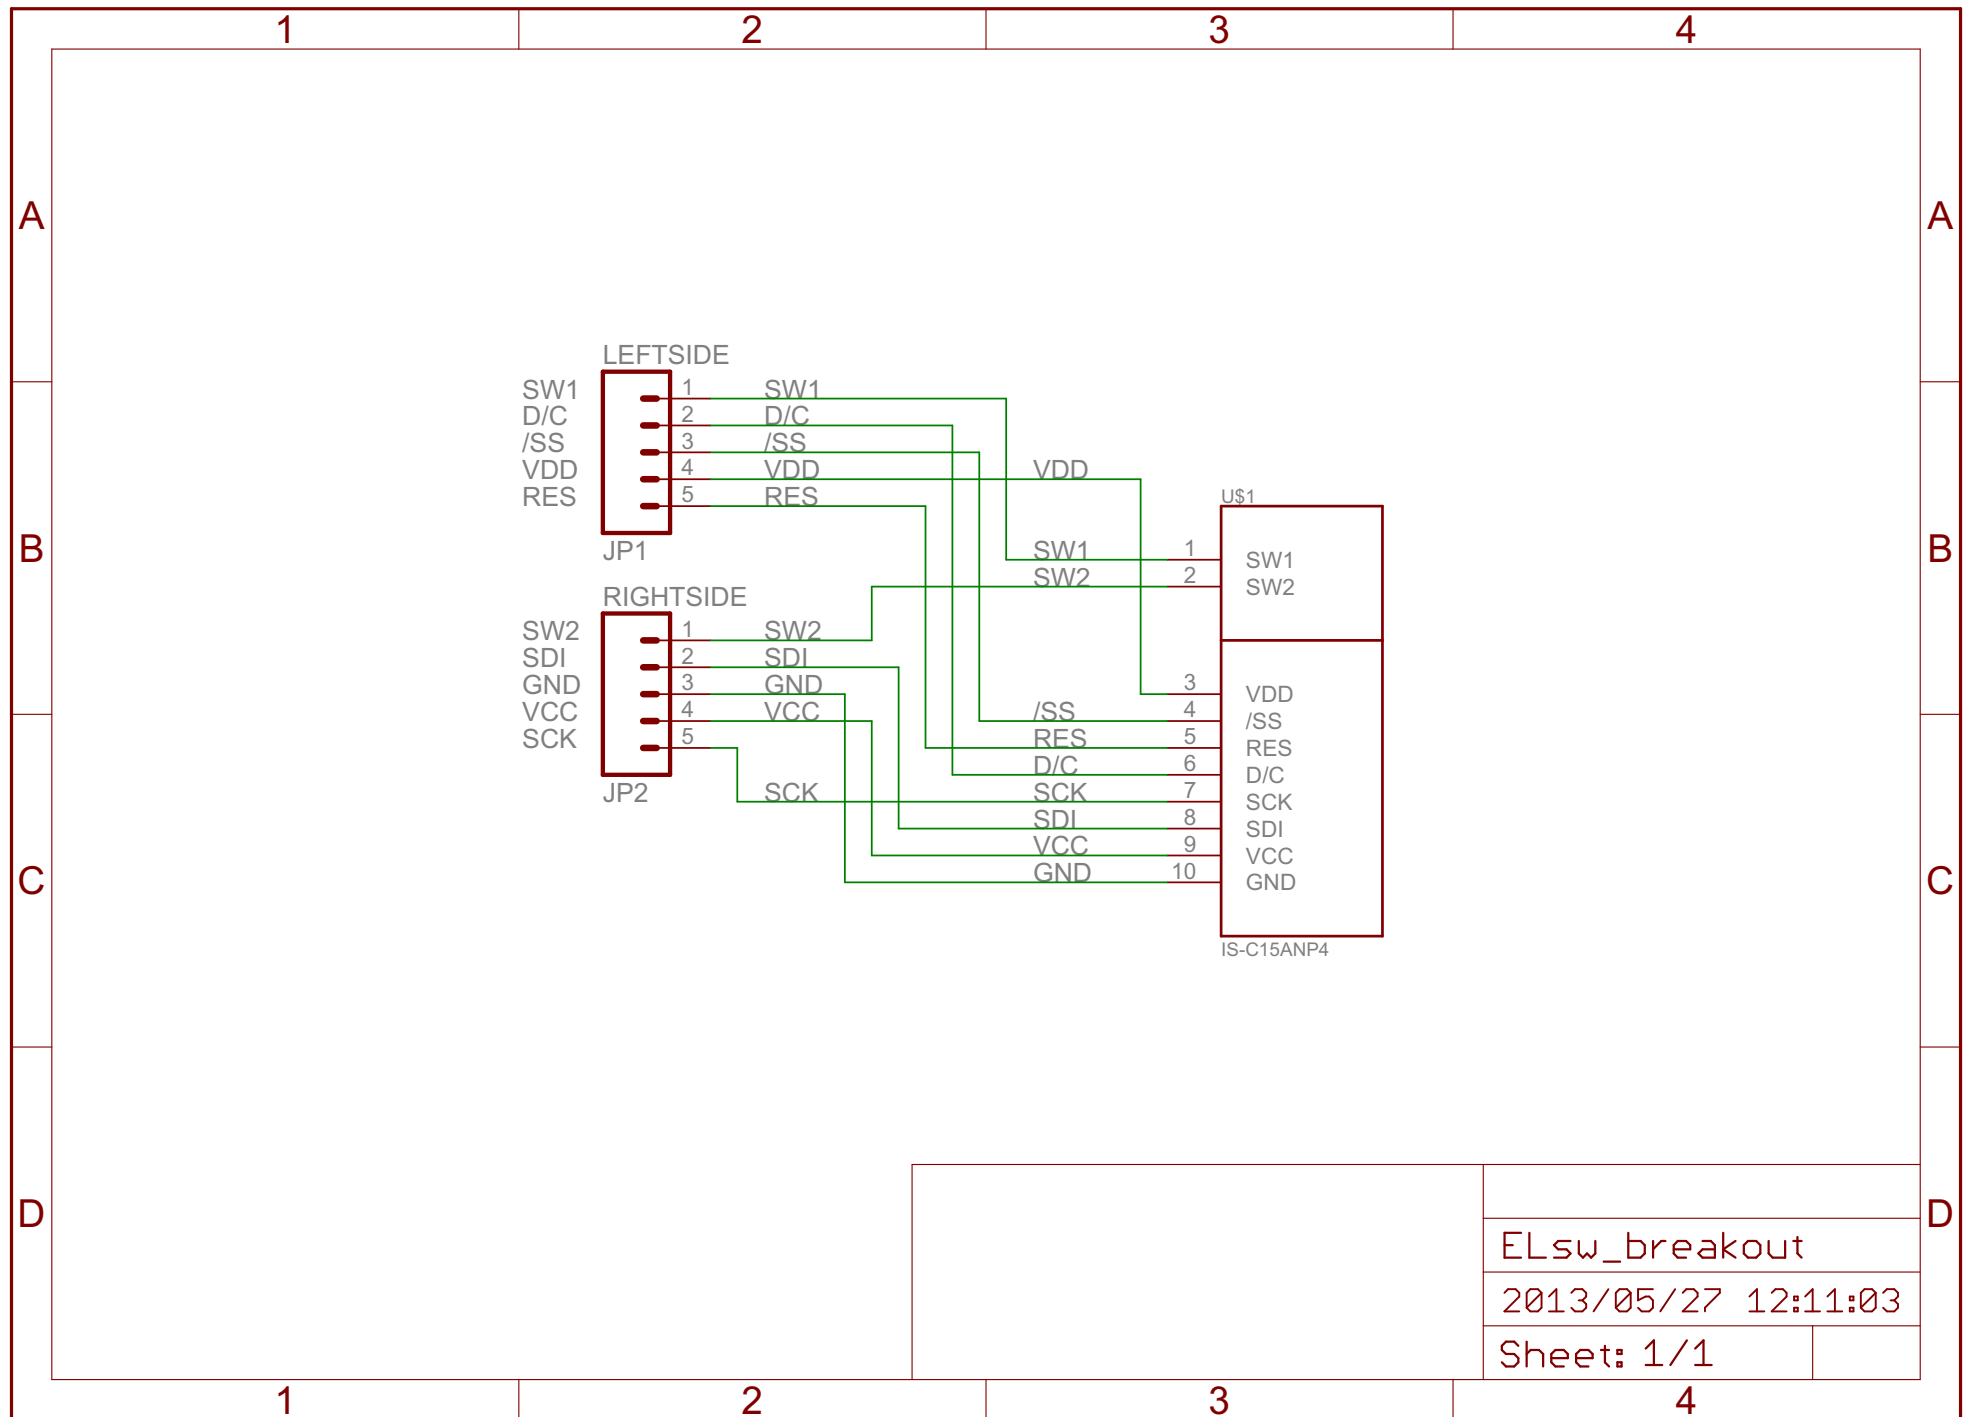 1 2 3 4
A A
LEFTSIDE
SW1 1 SW1
D/C 2 D/C
/SS 3 /SS
VDD 4 VDD VDD
RES 5 RES
U$1
B B
JP1
SW1 1 SW1
SW2 2 SW2
RIGHTSIDE
SW2 1 SW2
SDI 2 SDI
GND 3 GND 3 VDD
VCC 4 VCC /SS 4 /SS
SCK 5 RES 5 RES
D/C 6 D/C
JP2 SCK SCK 7 SCK
SDI 8 SDI
VCC 9 VCC
GND 10 GND
C C
IS-C15ANP4
D D
ELsw_breakout
2013/05/27 12:11:03
Sheet: 1/1
1 2 3 4